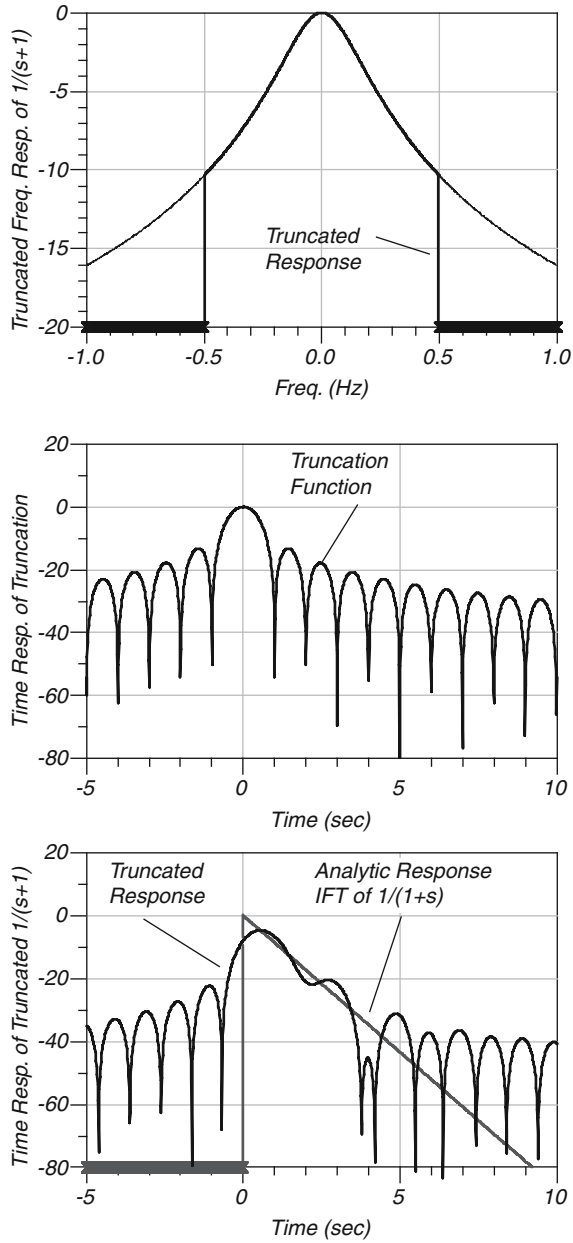 Truncated Freq. Resp. of 1/(s+1)
0
-5
-10
-15
-20
Truncated
Response
-1.0
-0.5
0.0
0.5
1.0
Freq. (Hz)
Time Resp. of Truncation
20
0
-20
-40
-60
-80
Truncation
Function
-5
0
5
10
Time (sec)
Time Resp. of Truncated 1/(s+1)
20
0
-20
-40
-60
-80
Truncated
Response
Analytic Response
IFT of 1/(1+s)
-5
0
5
10
Time (sec)